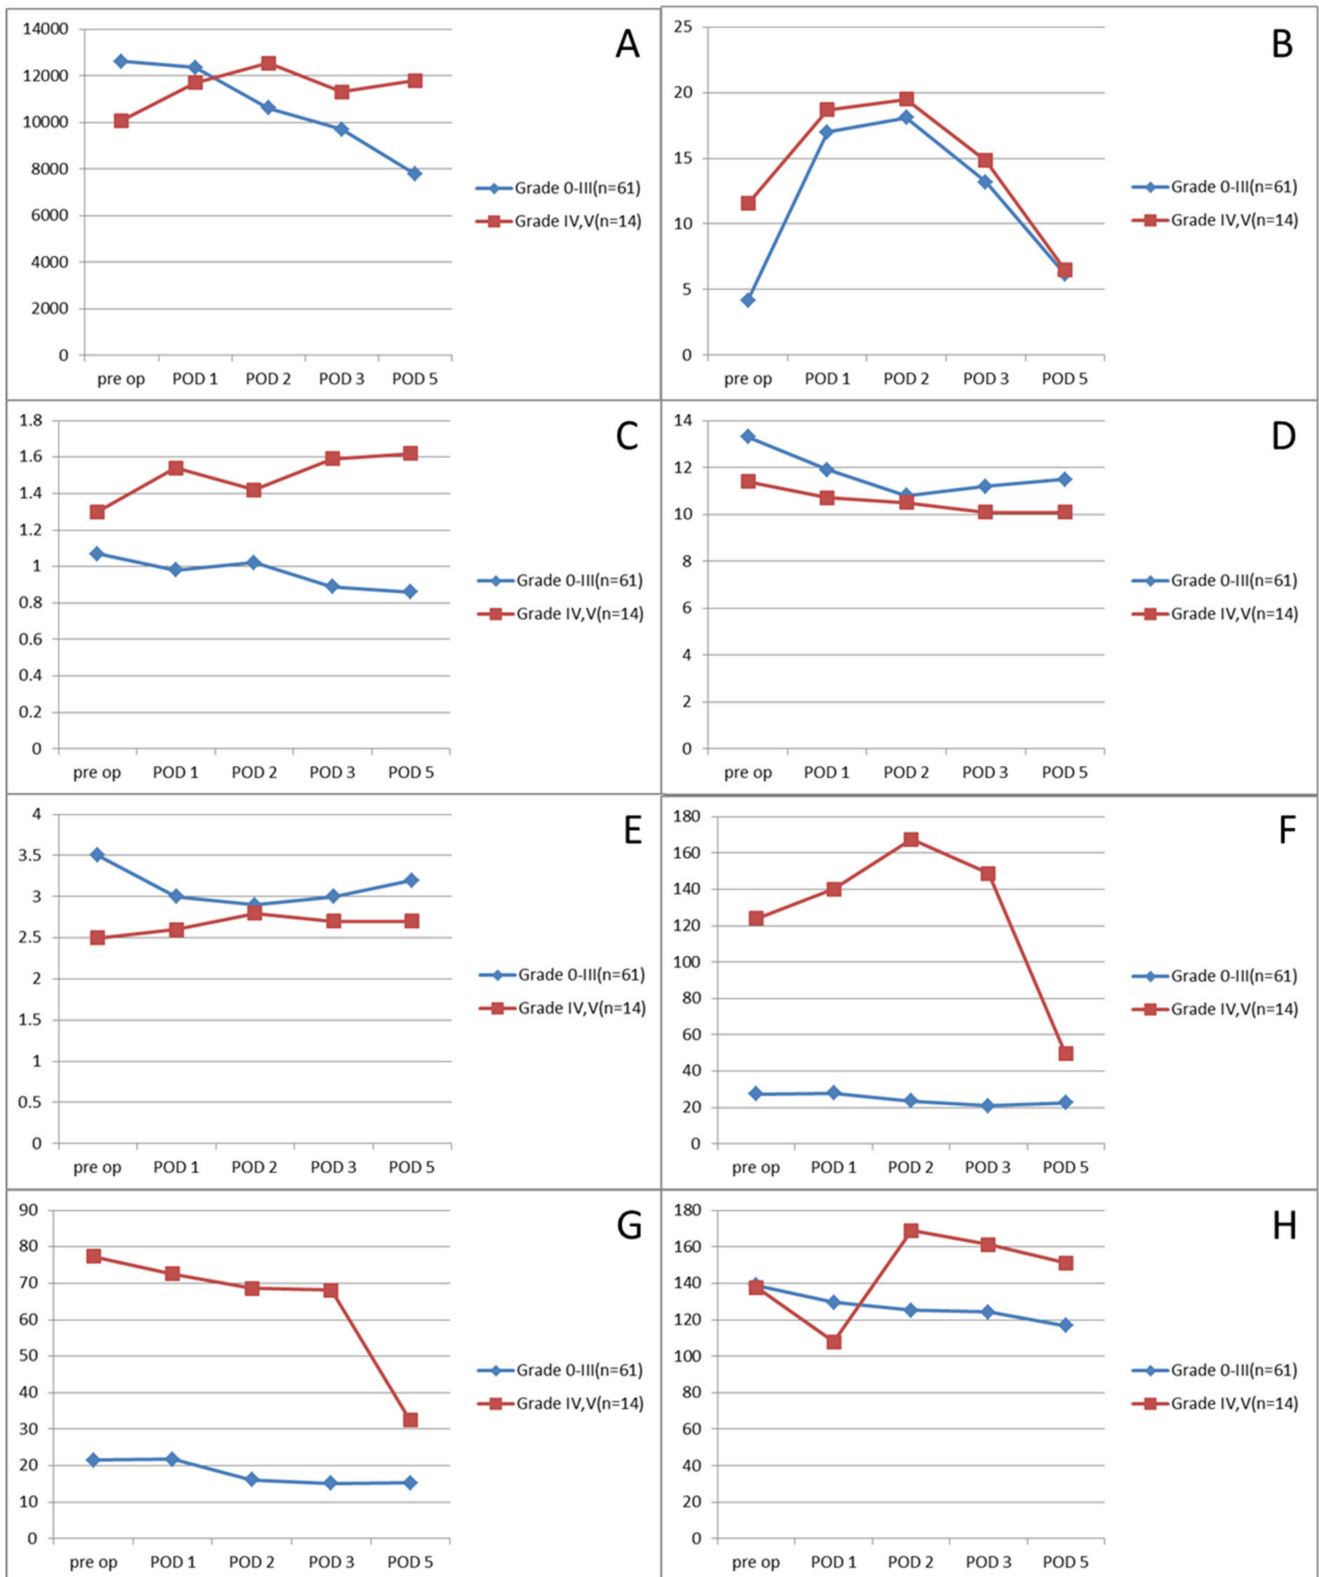 A
14000
12000
10000
8000
6000
4000
2000
0
pre op POD 1 POD 2 POD 3 POD 5
Grade 0-III(n=61)
Grade IV,V(n=14)
B
25
20
15
10
5
0
pre op POD 1 POD 2 POD 3 POD 5
Grade 0-III(n=61)
Grade IV,V(n=14)
C
1.8
1.6
1.4
1.2
1
0.8
0.6
0.4
0.2
0
pre op POD 1 POD 2 POD 3 POD 5
Grade 0-III(n=61)
Grade IV,V(n=14)
D
14
12
10
8
6
4
2
0
pre op POD 1 POD 2 POD 3 POD 5
Grade 0-III(n=61)
Grade IV,V(n=14)
E
4
3.5
3
2.5
2
1.5
1
0.5
0
pre op POD 1 POD 2 POD 3 POD 5
Grade 0-III(n=61)
Grade IV,V(n=14)
F
180
160
140
120
100
80
60
40
20
0
pre op POD 1 POD 2 POD 3 POD 5
Grade 0-III(n=61)
Grade IV,V(n=14)
G
90
80
70
60
50
40
30
20
10
0
pre op POD 1 POD 2 POD 3 POD 5
Grade 0-III(n=61)
Grade IV,V(n=14)
H
180
160
140
120
100
80
60
40
20
0
pre op POD 1 POD 2 POD 3 POD 5
Grade 0-III(n=61)
Grade IV,V(n=14)